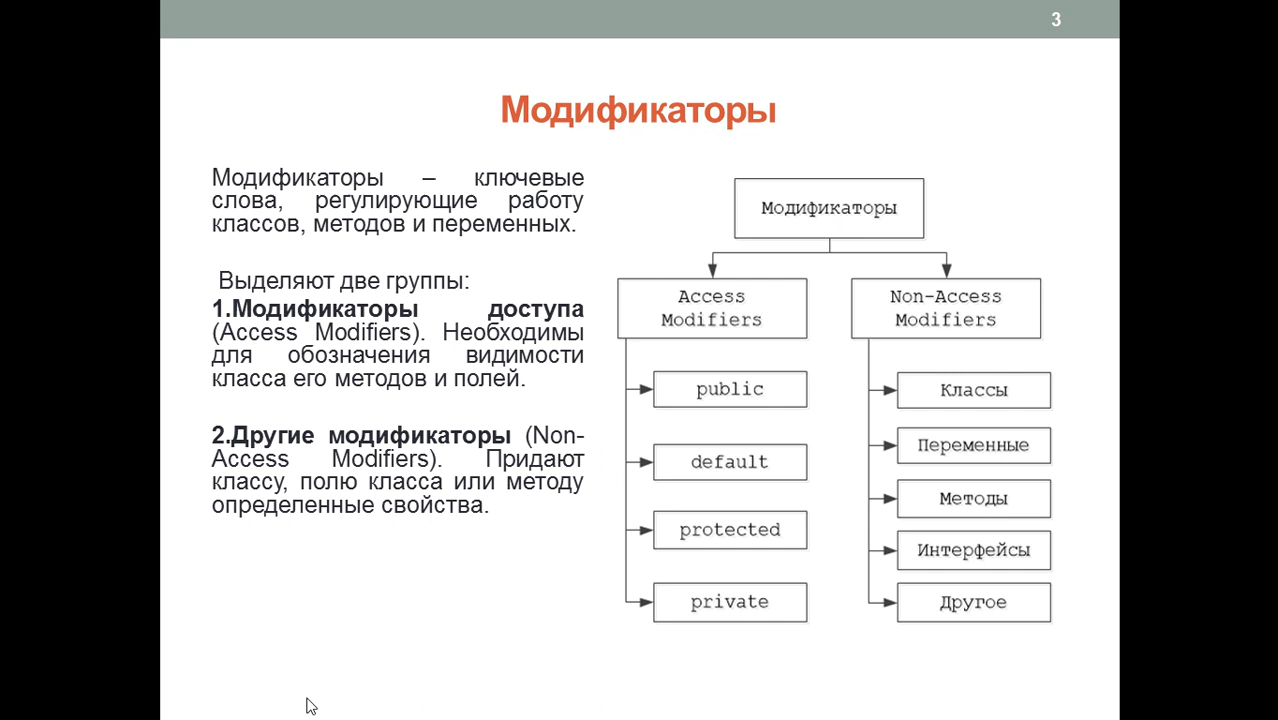 3
Модификаторы
Модификаторы – ключевые
слова, регулирующие работу
классов, методов и переменных.
Выделяют две группы:
1.Модификаторы доступа
(Access Modifiers). Необходимы
для обозначения видимости
класса его методов и полей.
2.Другие модификаторы (Non-
Access Modifiers). Придают
классу, полю класса или методу
определенные свойства.
Модификаторы
Access
Modifiers
public
default
protected
private
Non-Access
Modifiers
Классы
Переменные
Методы
Интерфейсы
Другое